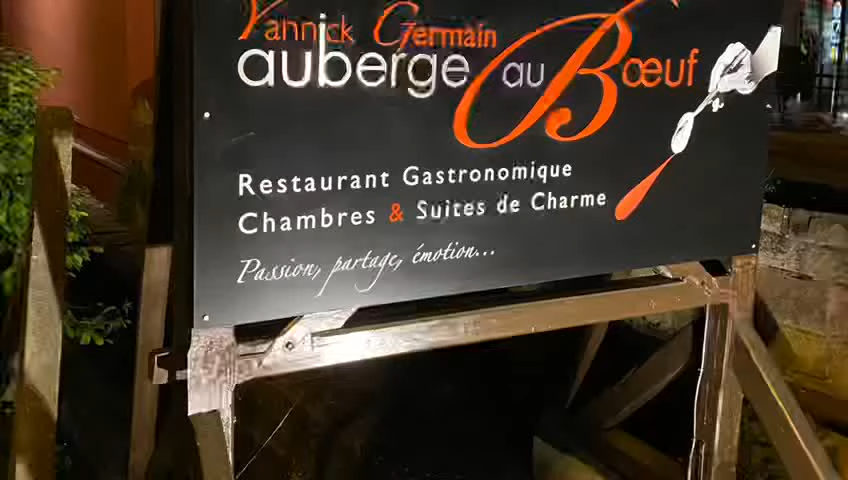 Yannick Germain
auberge au Bœuf
Restaurant Gastronomique
Chambres & Suites de Charme
Passion, partage, émotion...